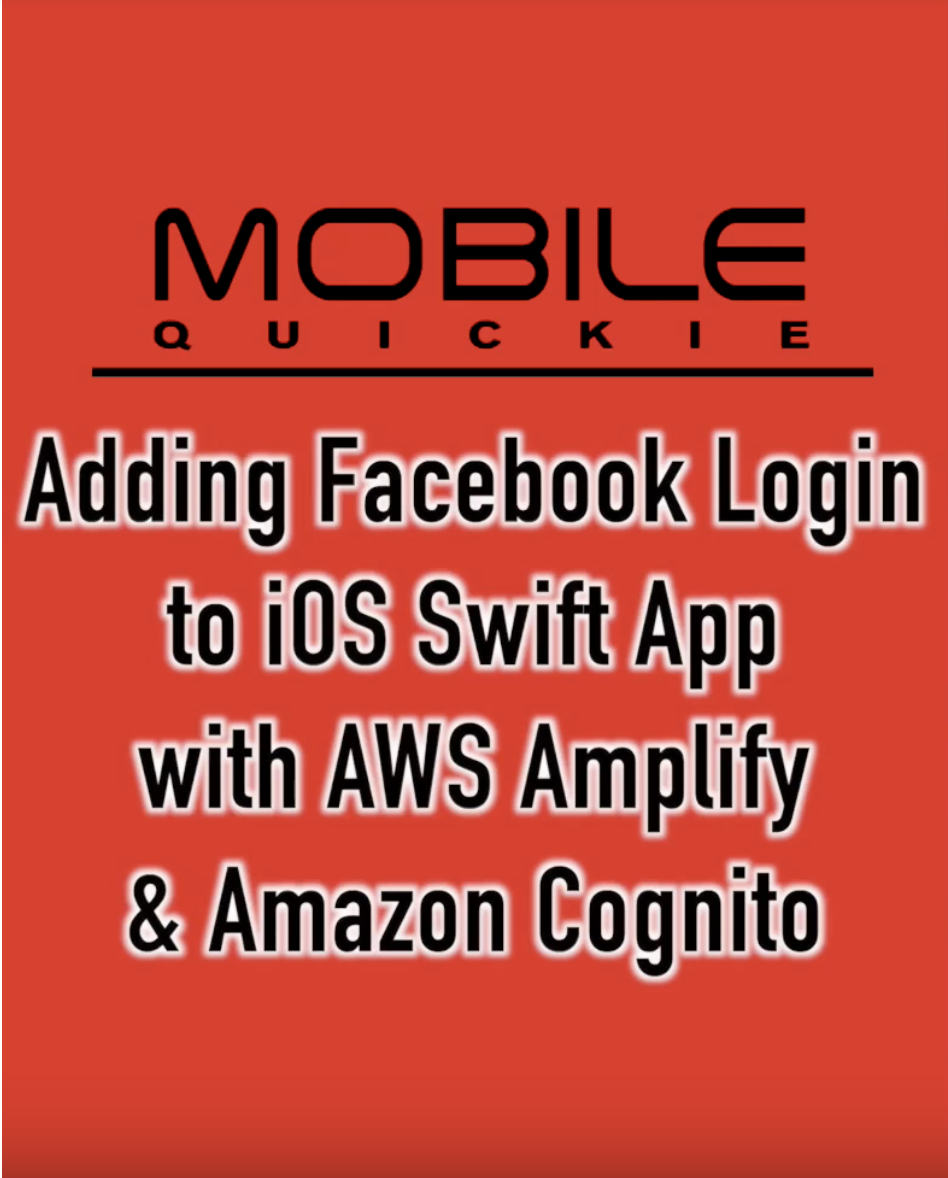 MOBILE
QUICKIE
Adding Facebook Login
to iOS Swift App
with AWS Amplify
& Amazon Cognito